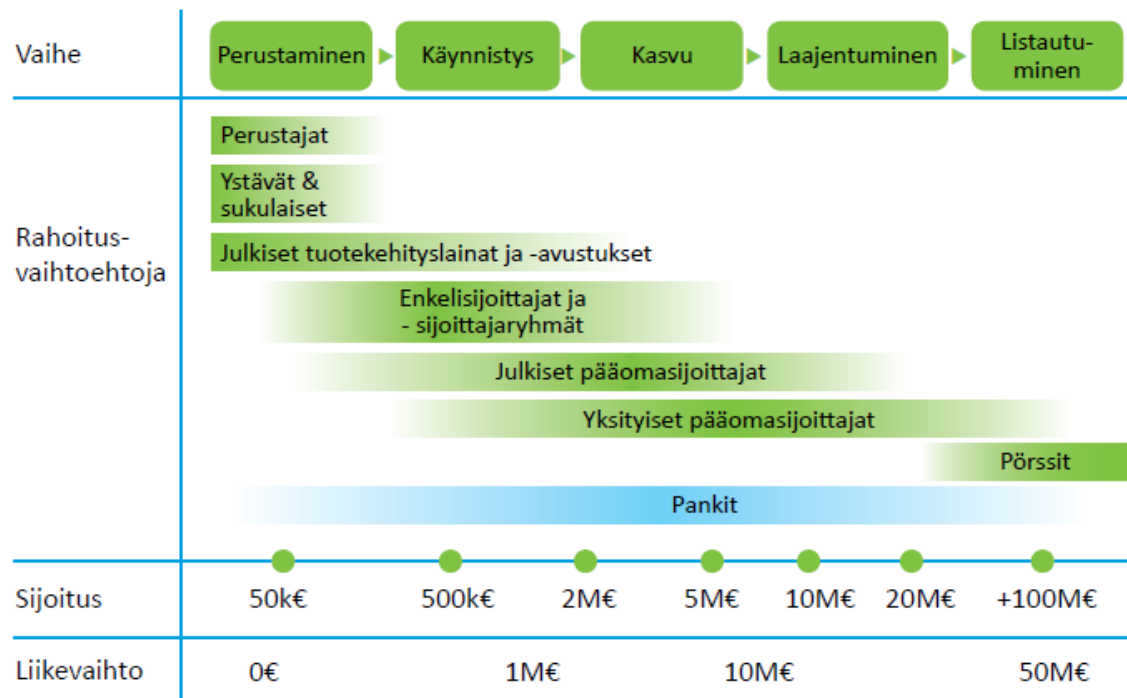 Vaihe
Perustaminen
Käynnistys
Kasvu
Laajentuminen
Listautu-
minen
Rahoitus-
vaihtoehtoja
Perustajat
Ystävät &
sukulaiset
Julkiset tuotekehityslainat ja -avustukset
Enkelisijoittajat ja
- sijoittajaryhmät
Julkiset pääomasijoittajat
Yksityiset pääomasijoittajat
Pörssit
Pankit
Sijoitus 50k€ 500k€ 2M€ 5M€ 10M€ 20M€ +100M€
Liikevaihto 0€ 1M€ 10M€ 50M€